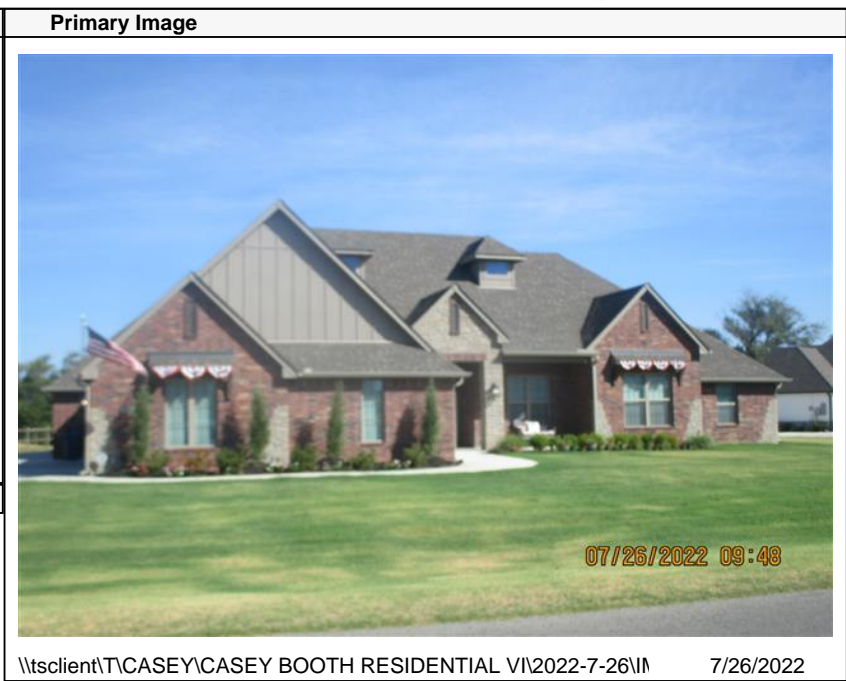 Primary Image
07/26/2022 09:48
\\tsclient\T\CASEY\CASEY BOOTH RESIDENTIAL VI\2022-7-26\IM 7/26/2022